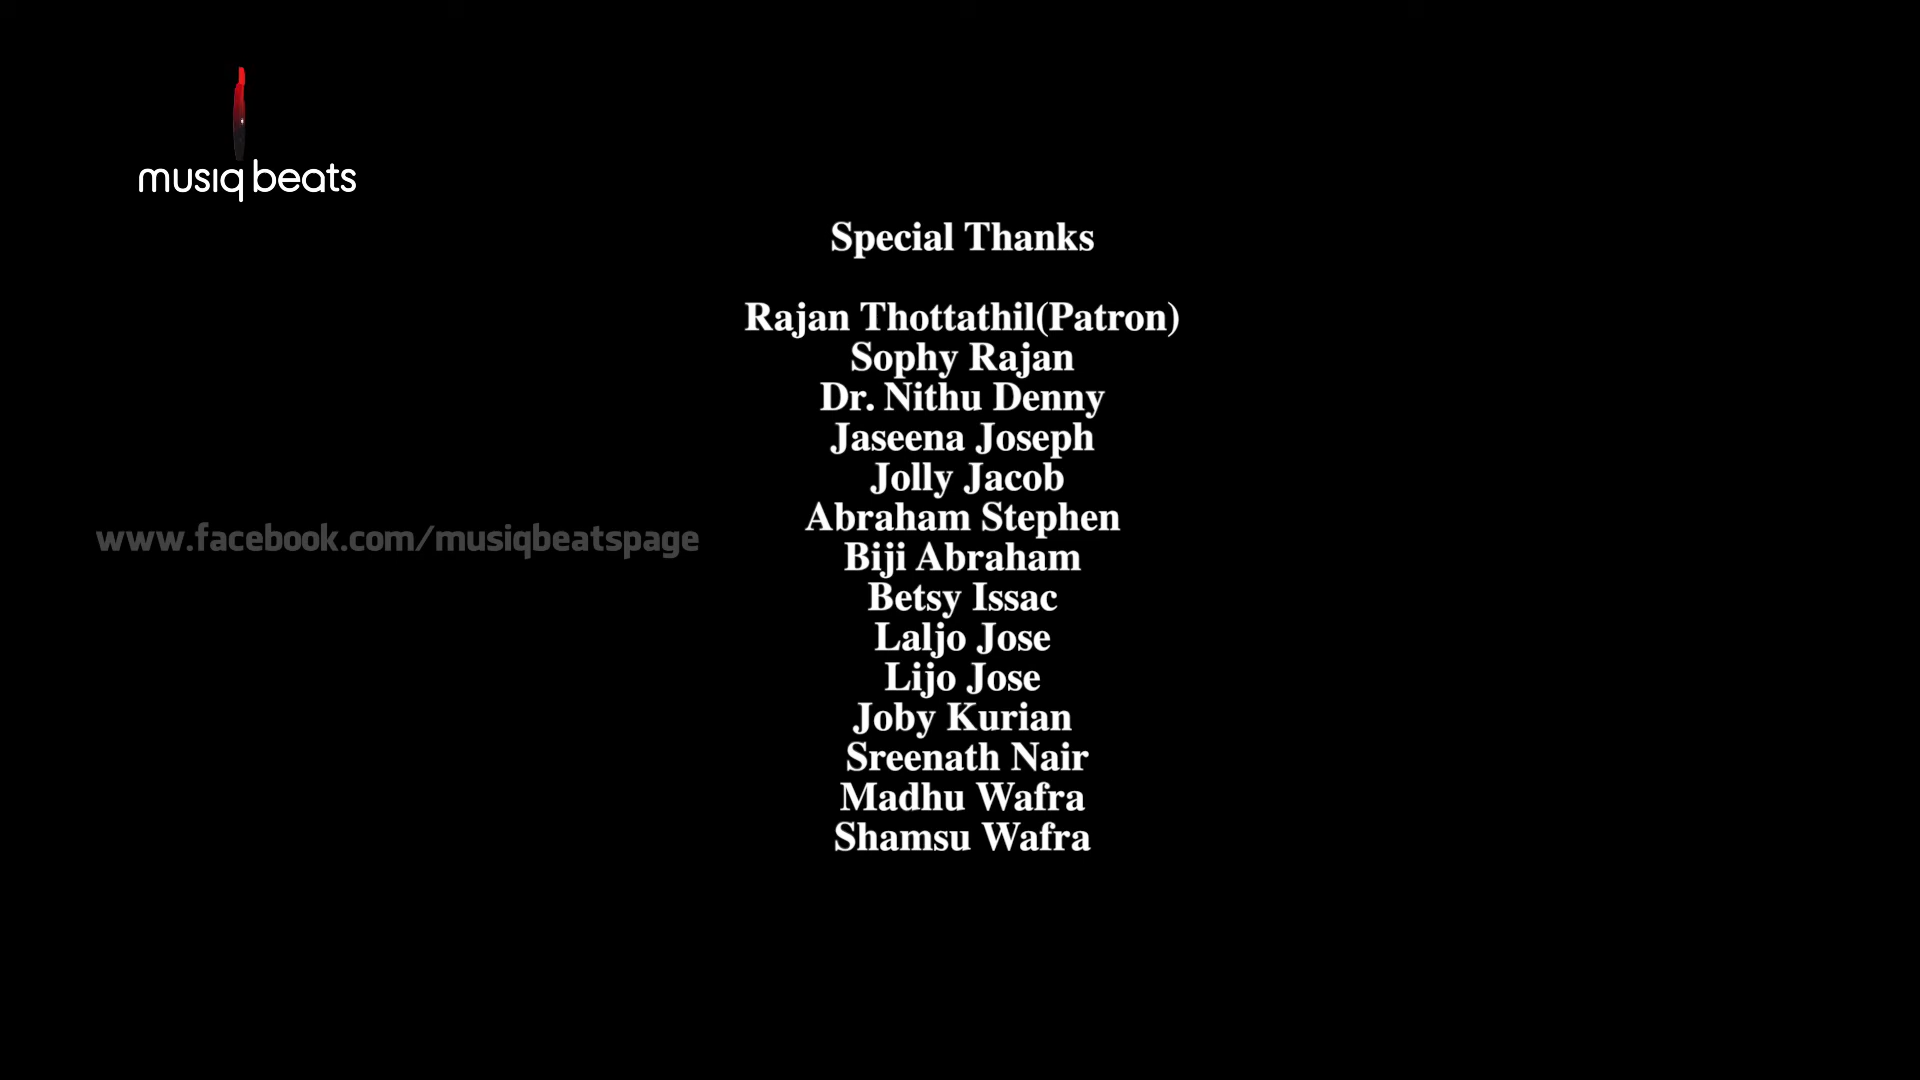 musiq beats
Special Thanks
Rajan Thottathil(Patron)
Sophy Rajan
Dr. Nithu Denny
Jaseena Joseph
Jolly Jacob
Abraham Stephen
www.facebook.com/musiqbeatspage
Biji Abraham
Betsy Issac
Laljo Jose
Lijo Jose
Joby Kurian
Sreenath Nair
Madhu Wafra
Shamsu Wafra